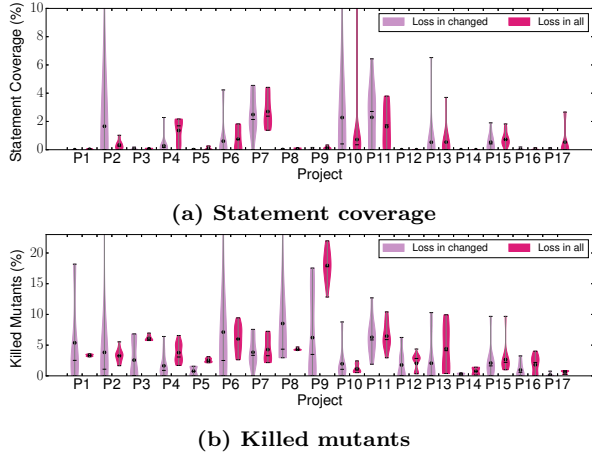 10
8
6
4
2
0
Statement Coverage (%)
Loss in changed
Loss in all
P1 P2 P3 P4 P5 P6 P7 P8 P9 P10 P11 P12 P13 P14 P15 P16 P17
Project
(a) Statement coverage
20
15
10
5
0
Killed Mutants (%)
Loss in changed
Loss in all
P1 P2 P3 P4 P5 P6 P7 P8 P9 P10 P11 P12 P13 P14 P15 P16 P17
Project
(b) Killed mutants